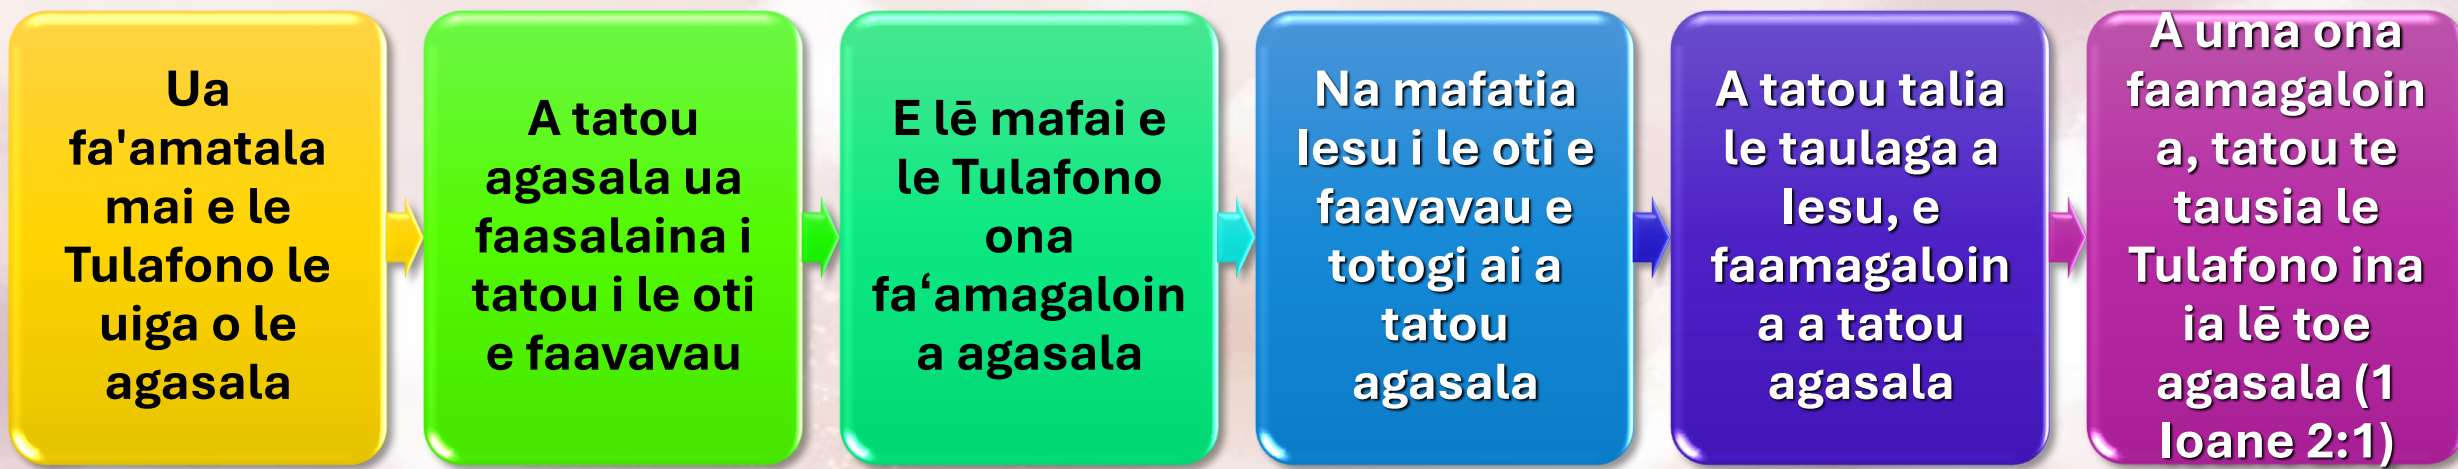 Ua
fa'amatala
mai e le
Tulafono le
uiga o le
agasala
A tatou
agasala ua
faasalaina i
tatou i le oti
e faavavau
E lē mafai e
le Tulafono
ona
fa‘amagaloin
a agasala
Na mafatia
Iesu i le oti e
faavavau e
totogi ai a
tatou
agasala
A tatou talia
le taulaga a
Iesu, e
faamagaloin
a a tatou
agasala
A uma ona
faamagaloin
a, tatou te
tausia le
Tulafono ina
ia lē toe
agasala (1
Ioane 2:1)